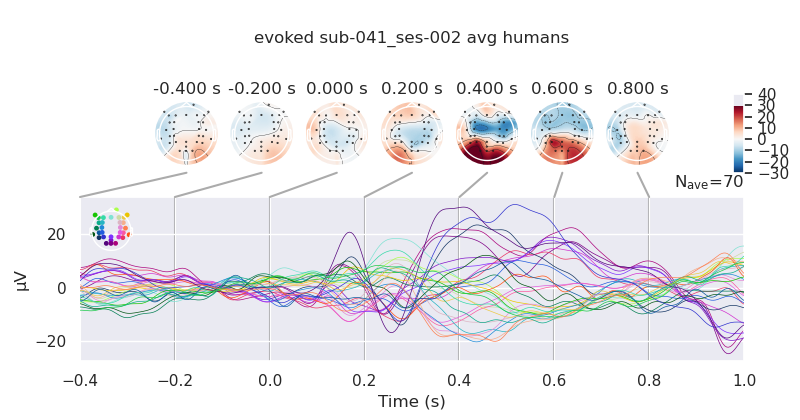 evoked sub-041_ses-002 avg humans
-0.400 s -0.200 s 0.000 s 0.200 s 0.400 s 0.600 s 0.800 s
40
30
20
10
0
−10
−20
−30
Nave=70
20
0
−20
µV
−0.4 −0.2 0.0 0.2 0.4 0.6 0.8 1.0
Time (s)